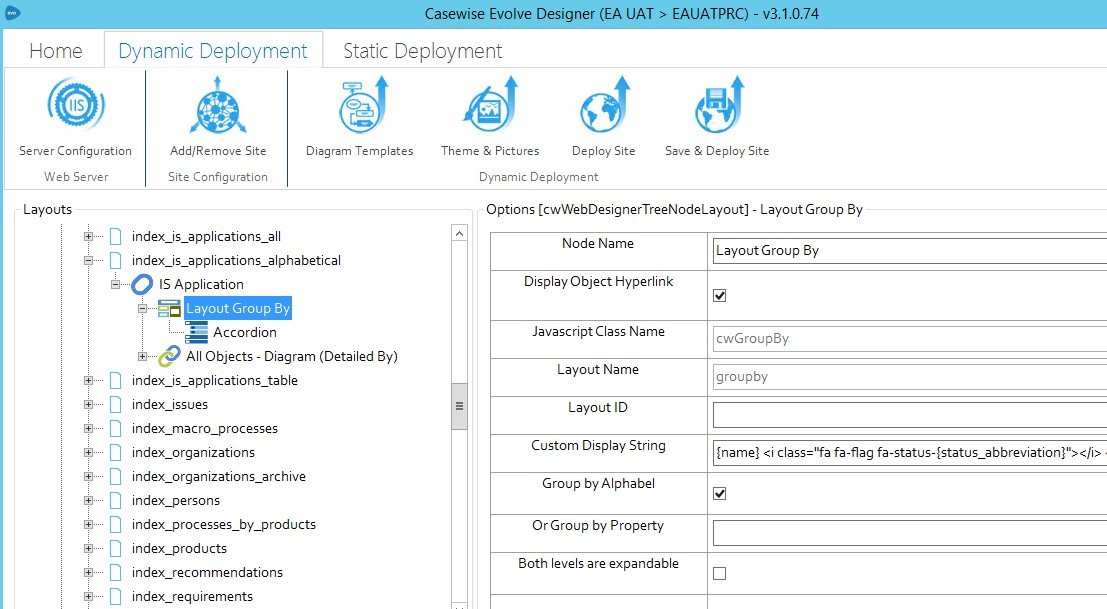 evo
Casewise Evolve Designer (EA UAT > EAUATPRC) - v3.1.0.74
Home
Dynamic Deployment
Static Deployment
IIS
Server Configuration
Add/Remove Site
Diagram Templates
Theme & Pictures
Deploy Site
Save & Deploy Site
Web Server
Site Configuration
Dynamic Deployment
Layouts
index_is_applications_all
index_is_applications_alphabetical
IS Application
Layout Group By
Accordion
All Objects - Diagram (Detailed By)
index_is_applications_table
index_issues
index_macro_processes
index_organizations
index_organizations_archive
index_persons
index_processes_by_products
index_products
index_recommendations
index_requirements
Options [cwWebDesignerTreeNodeLayout] - Layout Group By
Node Name
Layout Group By
Display Object Hyperlink
Javascript Class Name
cwGroupBy
Layout Name
groupby
Layout ID
Custom Display String
{name} <i class="fa fa-flag fa-status-{status_abbreviation}"></i> <
Group by Alphabel
Or Group by Property
Both levels are expandable